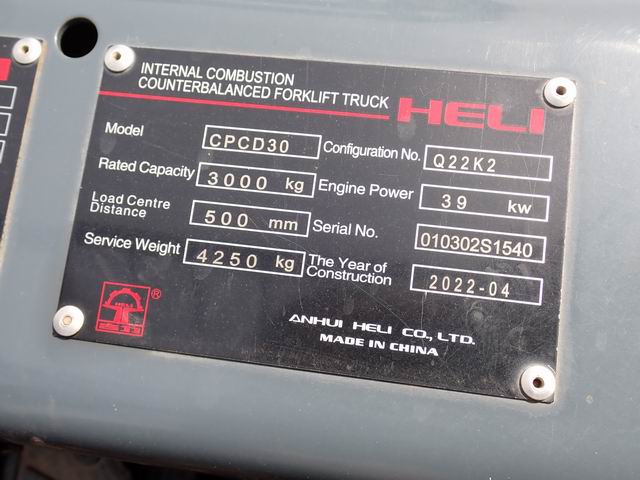 INTERNAL COMBUSTION
COUNTERBALANCED FORKLIFT TRUCK
HELI
Model CPCD30
Configuration No. Q22K2
Rated Capacity 3000 kg
Engine Power 39 kw
Load Centre
Distance 500 mm
Serial No. 010302S1540
Service Weight 4250 kg
The Year of
Construction 2022-04
HELI
®
ANHUI HELI CO., LTD.
MADE IN CHINA